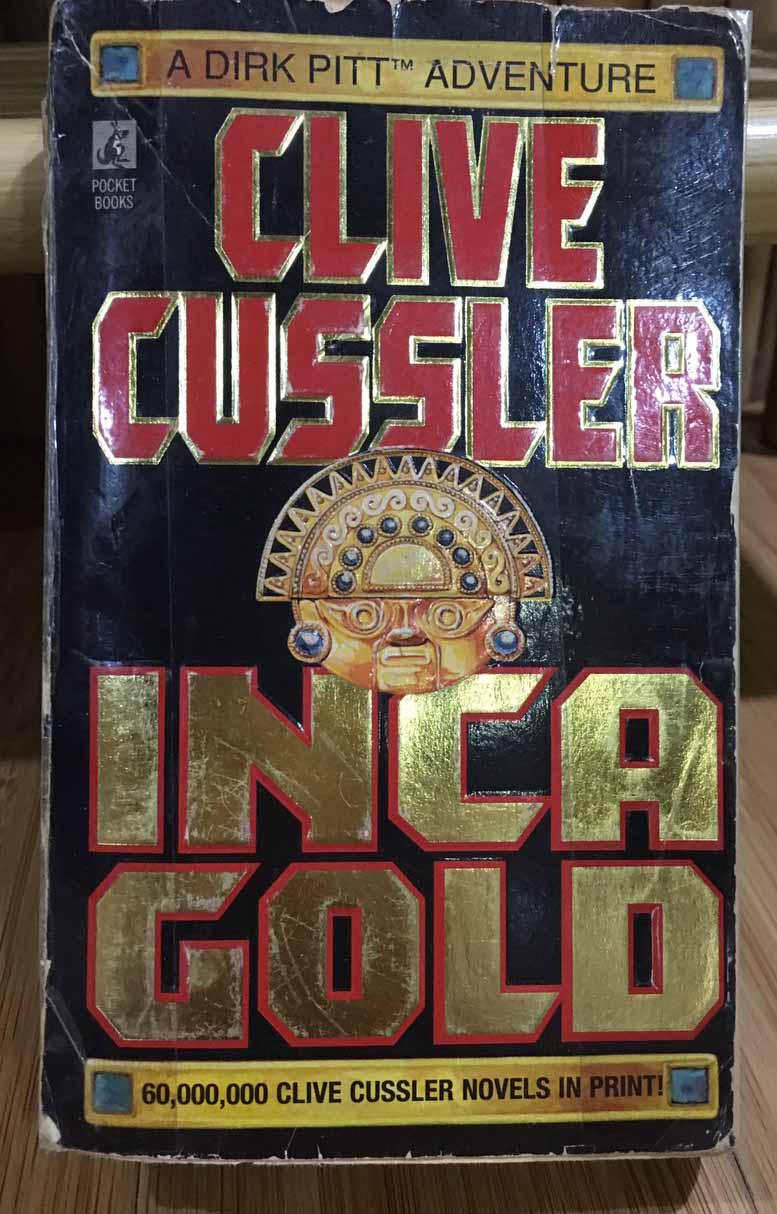 A DIRK PITT™ ADVENTURE
POCKET
BOOKS
CLIVE
CUSSLER
INCA
GOLD
60,000,000 CLIVE CUSSLER NOVELS IN PRINT!